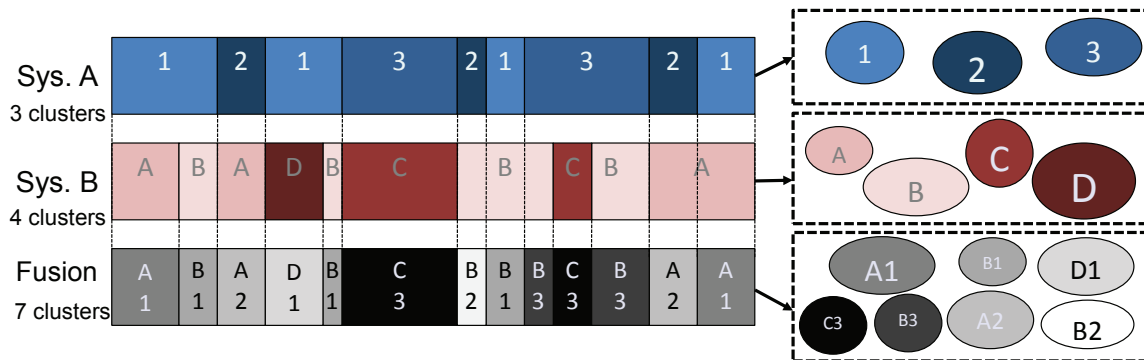 1 2 1 3 2 1 3 2 1
Sys. A
3 clusters
1 2 3
A B A D B C B C B A
Sys. B
4 clusters
A B C D
Fusion
7 clusters
A B A D B C B B B C B A A
1 1 2 1 1 3 2 1 3 3 3 2 1
A1 B1 D1
C3 B3 A2 B2